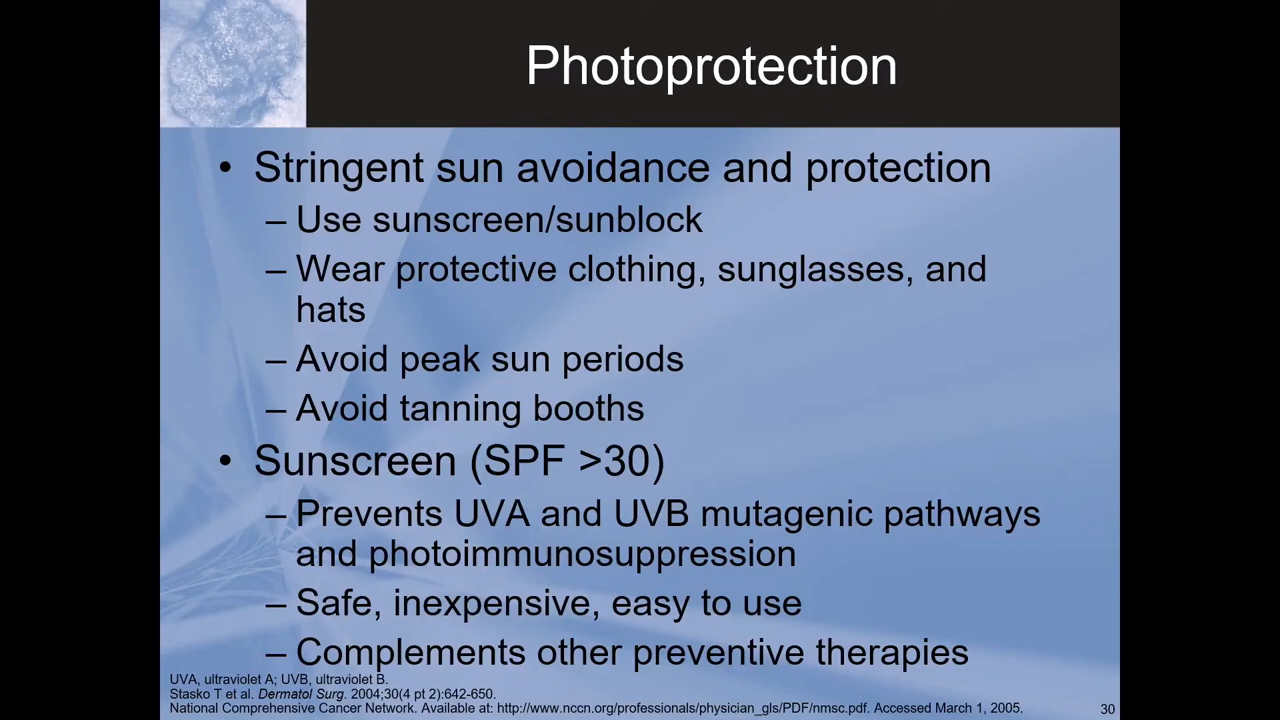 Photoprotection
• Stringent sun avoidance and protection
– Use sunscreen/sunblock
– Wear protective clothing, sunglasses, and
hats
– Avoid peak sun periods
– Avoid tanning booths
• Sunscreen (SPF >30)
– Prevents UVA and UVB mutagenic pathways
and photoimmunosuppression
– Safe, inexpensive, easy to use
– Complements other preventive therapies
UVA, ultraviolet A; UVB, ultraviolet B.
Stasko T et al. Dermatol Surg. 2004;30(4 pt 2):642-650.
National Comprehensive Cancer Network. Available at: http://www.nccn.org/professionals/physician_gls/PDF/nmsc.pdf. Accessed March 1, 2005.
30